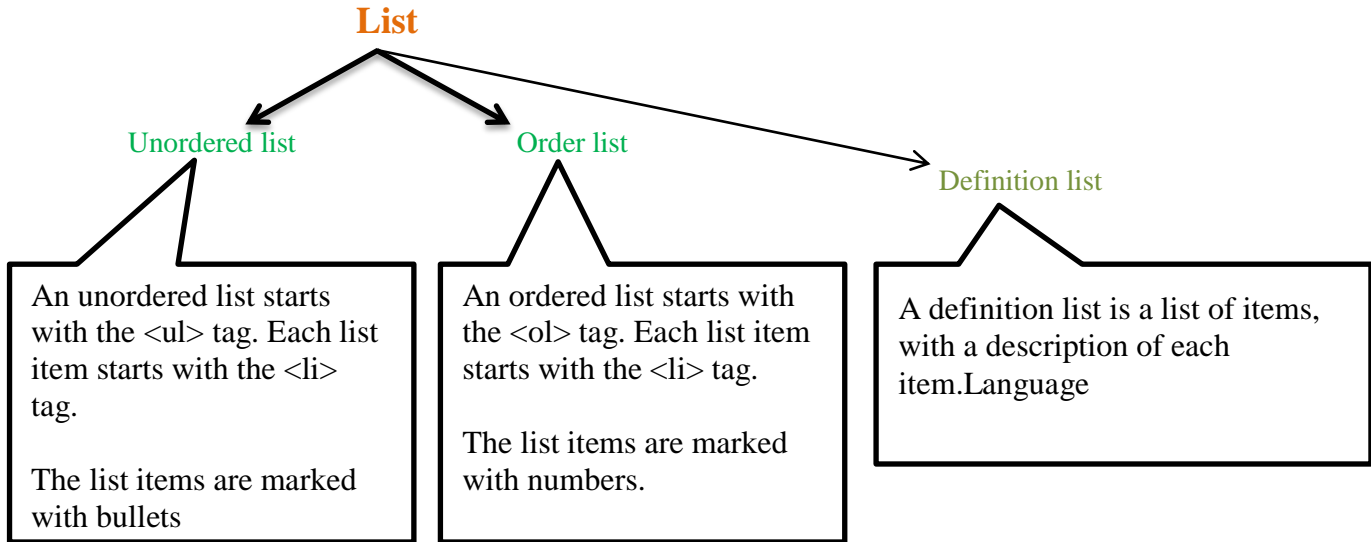 List
Unordered list
Order list
Definition list
An unordered list starts
with the <ul> tag. Each list
item starts with the <li>
tag.
The list items are marked
with bullets
An ordered list starts with
the <ol> tag. Each list item
starts with the <li> tag.
The list items are marked
with numbers.
A definition list is a list of items,
with a description of each
item.Language